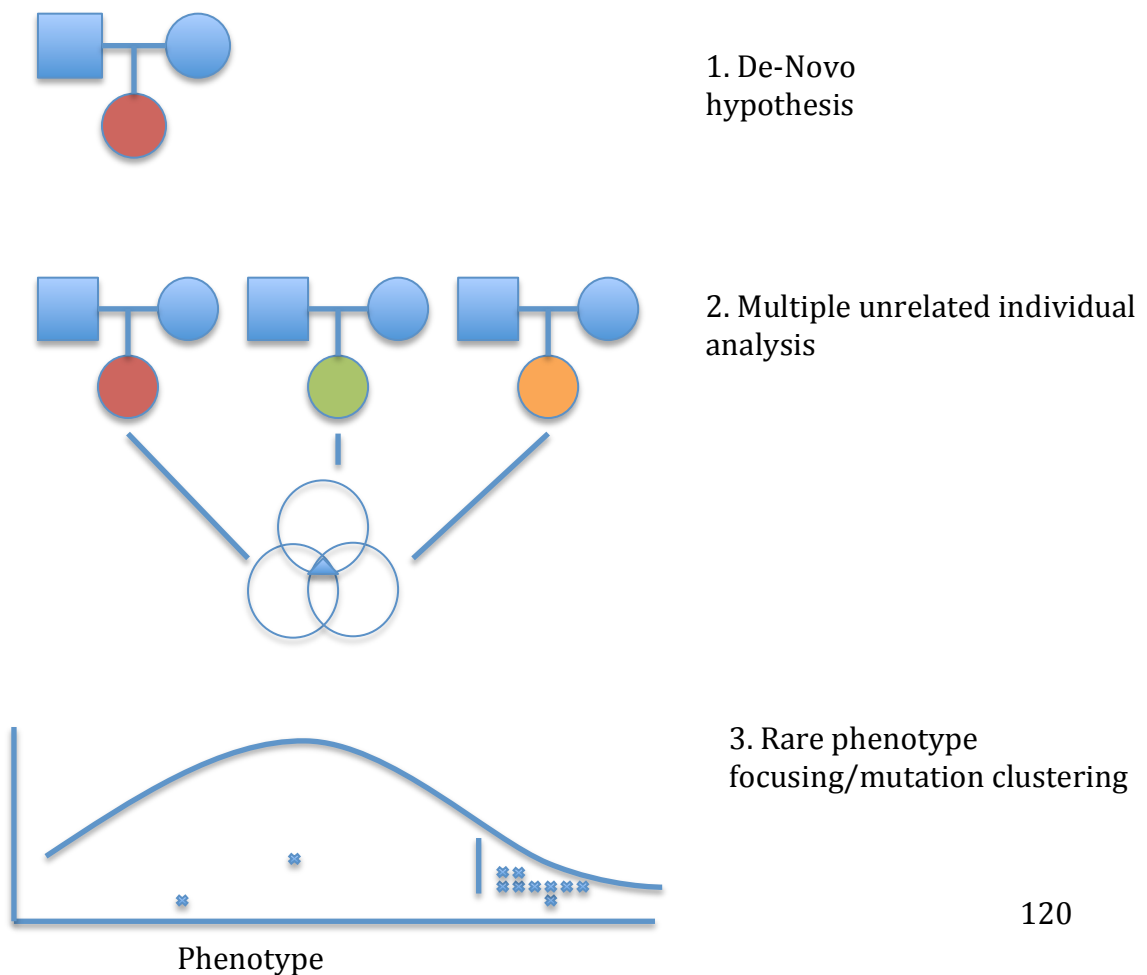 1. De-Novo
hypothesis
2. Multiple unrelated individual
analysis
3. Rare phenotype
focusing/mutation clustering
120
Phenotype